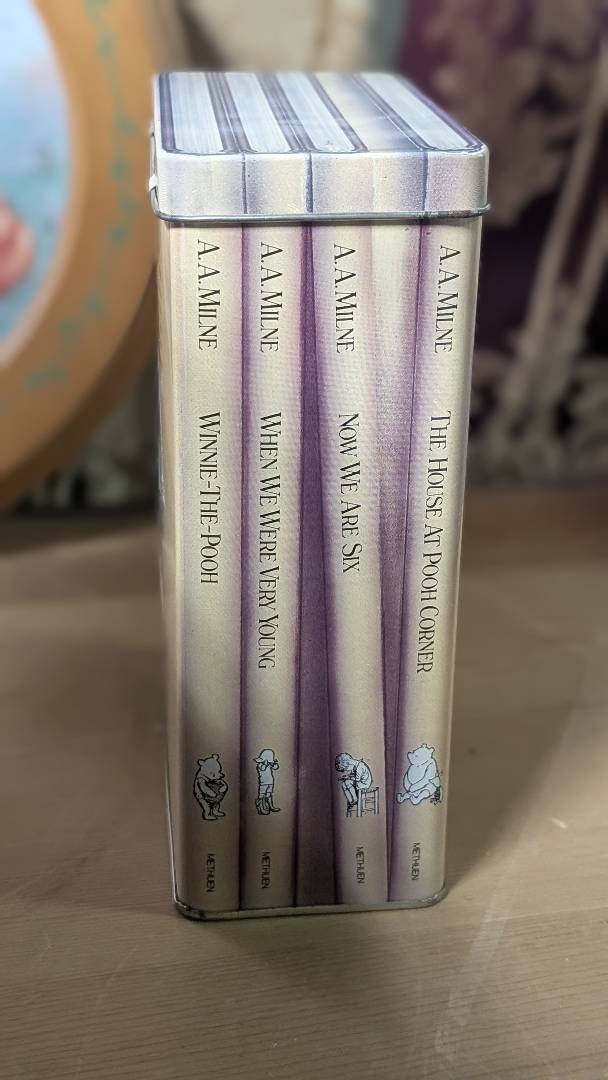 A.A.MILNE
WINNIE-THE-POOH
METHUEN
A.A.MILNE
WHEN WE WERE VERY YOUNG
METHUEN
A.A.MILNE
NOW WE ARE SIX
METHUEN
A.A.MILNE
THE HOUSE AT POOH CORNER
METHUEN